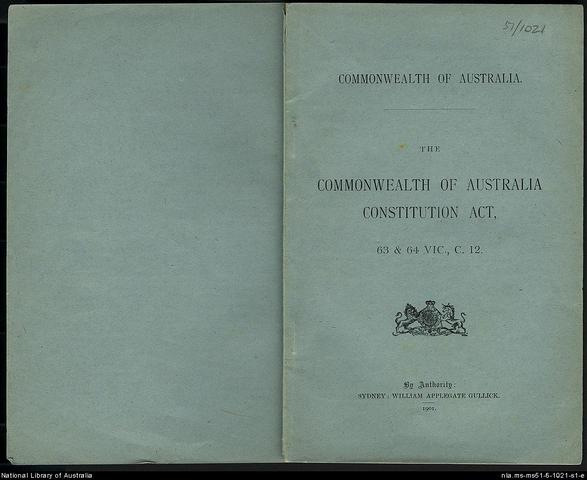 51/1021
COMMONWEALTH OF AUSTRALIA.
THE
COMMONWEALTH OF AUSTRALIA
CONSTITUTION ACT,
63 & 64 VIC., C. 12.
By Authority:
SYDNEY: WILLIAM APPLEGATE GULLICK.
1901.
National Library of Australia
nla.ms-ms51-5-1021-s1-e